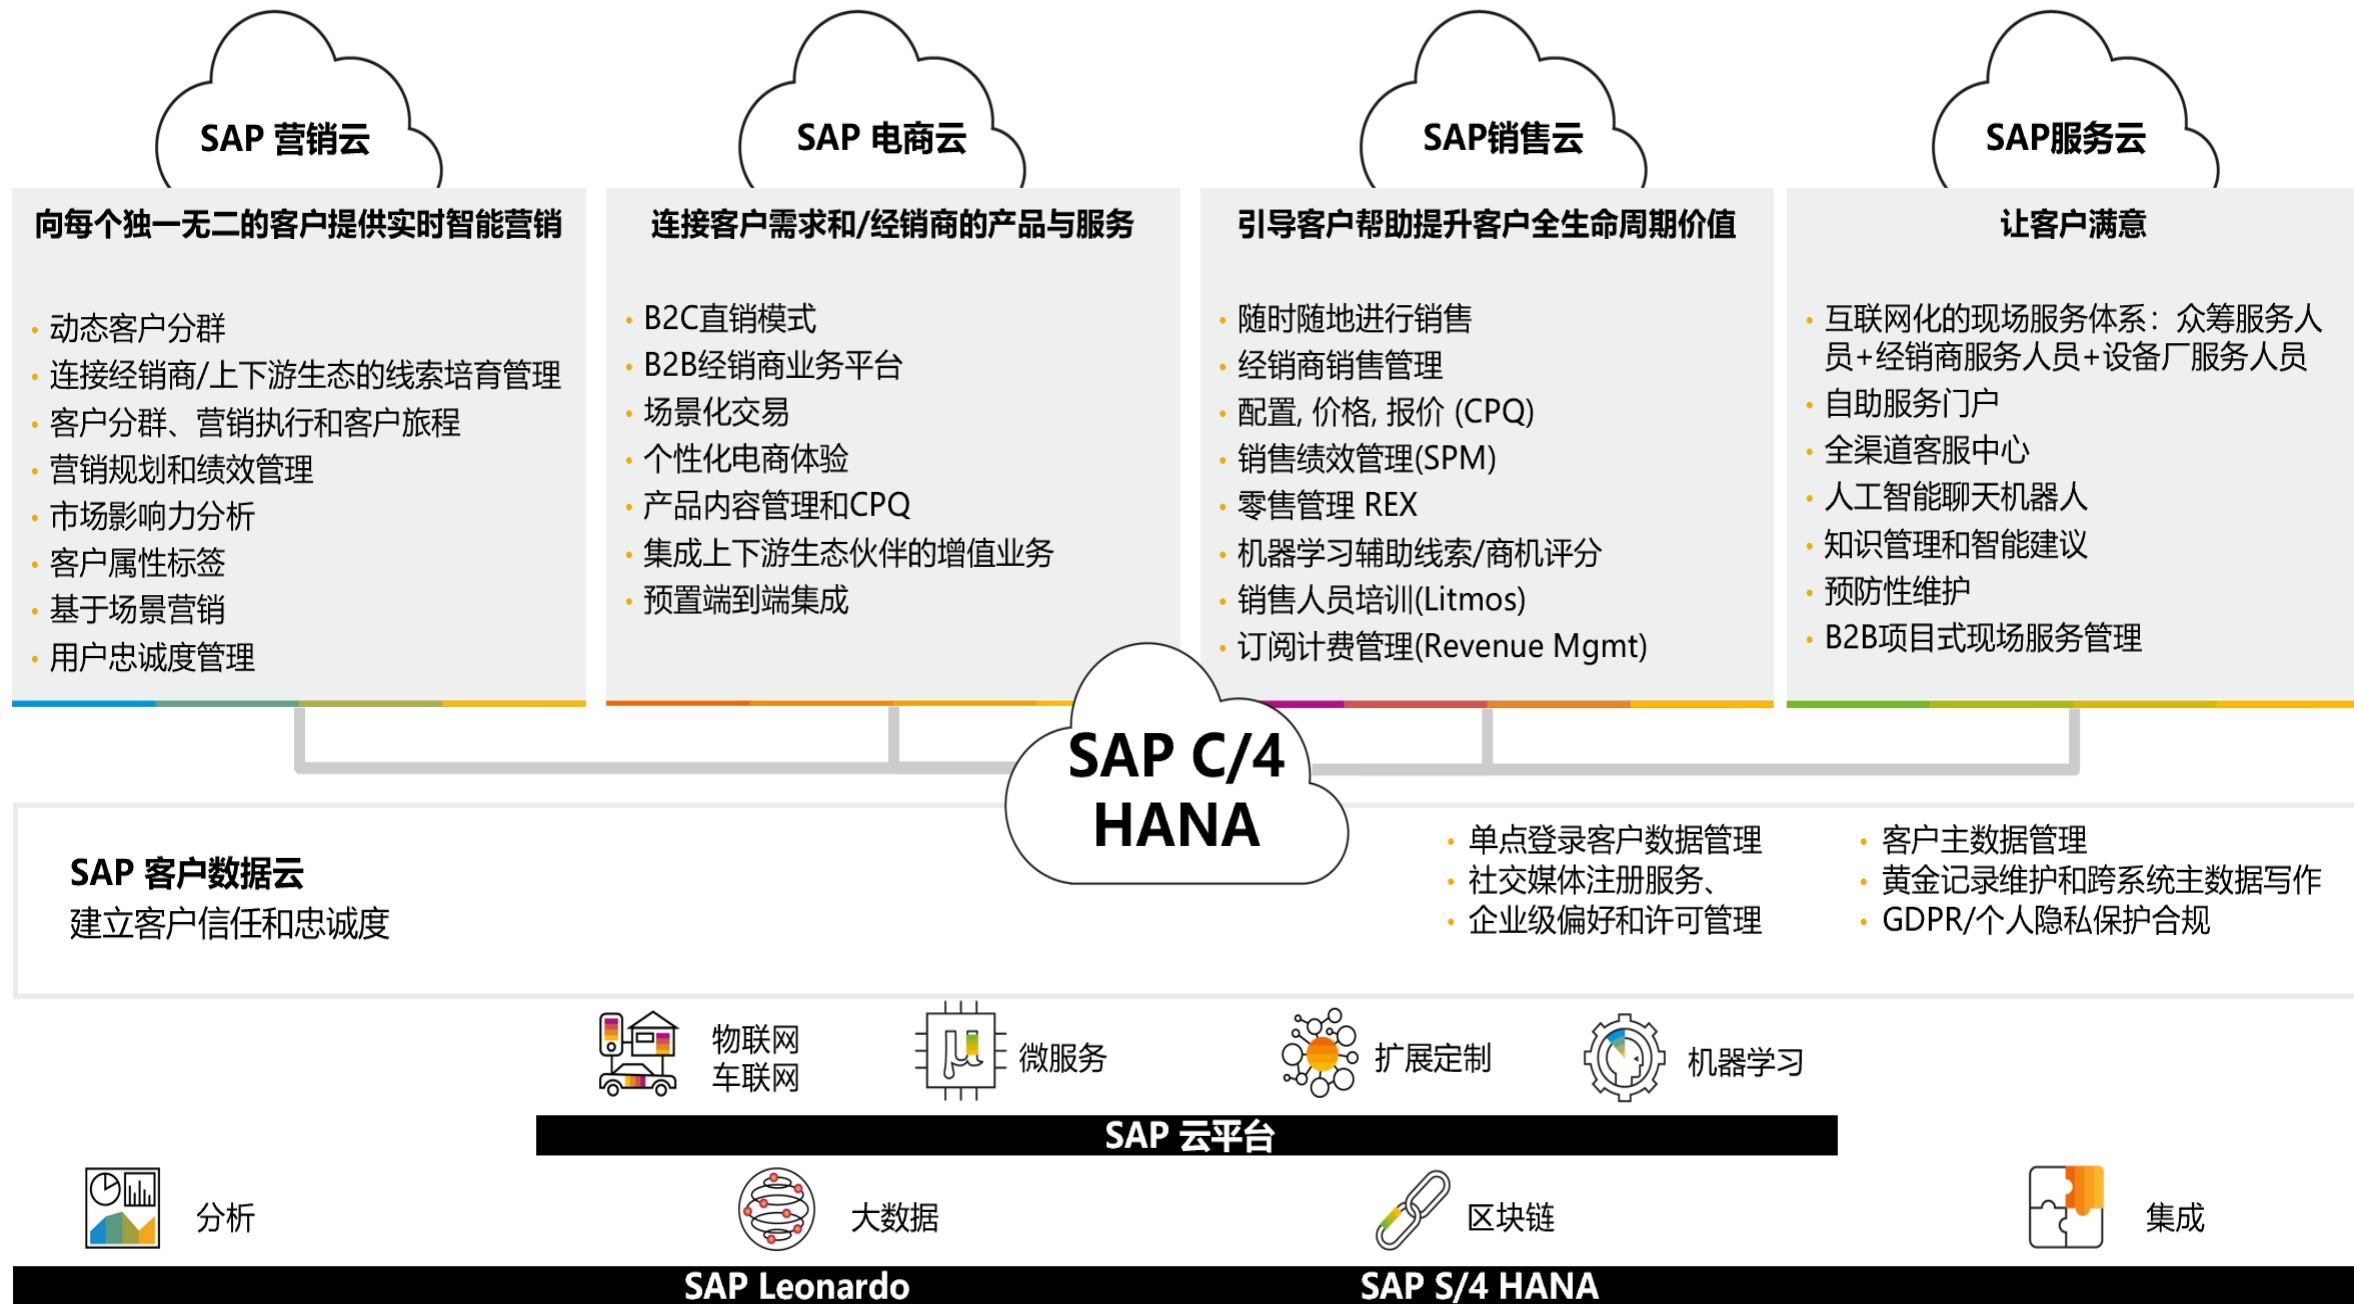 SAP 营销云
向每个独一无二的客户提供实时智能营销
动态客户分群
连接经销商/上下游生态的线索培育管理
客户分群、营销执行和客户旅程
营销规划和绩效管理
市场影响力分析
客户属性标签
基于场景营销
用户忠诚度管理
SAP 电商云
连接客户需求和/经销商的产品与服务
B2C直销模式
B2B经销商业务平台
场景化交易
个性化电商体验
产品内容管理和CPQ
集成上下游生态伙伴的增值业务
预置端到端集成
SAP销售云
引导客户帮助提升客户全生命周期价值
随时随地进行销售
经销商销售管理
配置, 价格, 报价 (CPQ)
销售绩效管理(SPM)
零售管理 REX
机器学习辅助线索/商机评分
销售人员培训(Litmos)
订阅计费管理(Revenue Mgmt)
SAP服务云
让客户满意
互联网化的现场服务体系：众筹服务人
员+经销商服务人员+设备厂服务人员
自助服务门户
全渠道客服中心
人工智能聊天机器人
知识管理和智能建议
预防性维护
B2B项目式现场服务管理
SAP C/4
HANA
SAP 客户数据云
建立客户信任和忠诚度
单点登录客户数据管理
社交媒体注册服务、
企业级偏好和许可管理
客户主数据管理
黄金记录维护和跨系统主数据写作
GDPR/个人隐私保护合规
物联网
车联网
微服务
扩展定制
机器学习
SAP 云平台
分析
大数据
区块链
集成
SAP Leonardo
SAP S/4 HANA